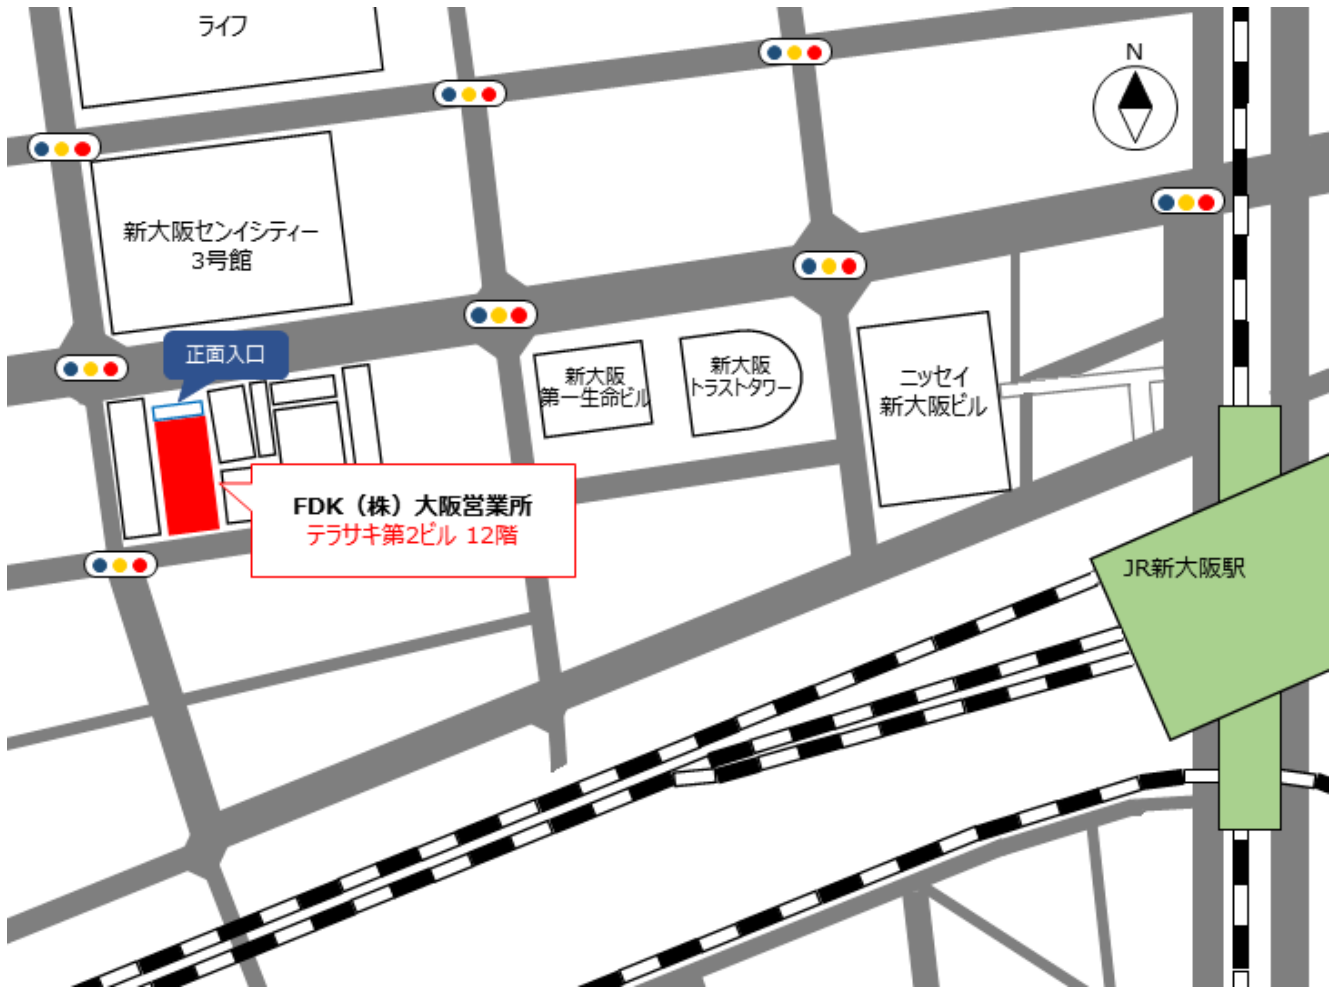 ライフ
N
新大阪センイシティー
3号館
正面入口
新大阪
第一生命ビル
新大阪
トラストタワー
ニッセイ
新大阪ビル
FDK（株）大阪営業所
テラサキ第2ビル 12階
JR新大阪駅